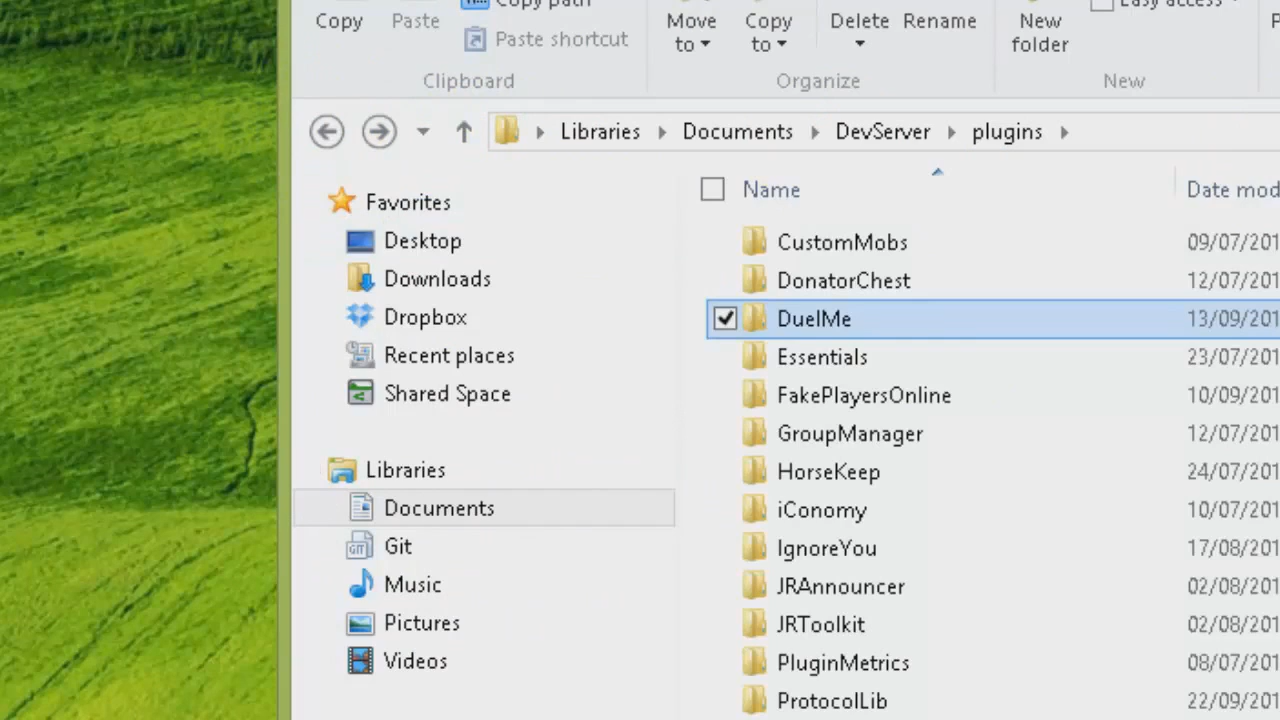 Copy path
Easy access
Copy Paste Move Copy Delete Rename New
Paste shortcut to to folder
Clipboard Organize New
Libraries Documents DevServer plugins
Name Date mod
Favorites
Desktop
Downloads
Dropbox
Recent places
Shared Space
Libraries
Documents
Git
Music
Pictures
Videos
CustomMobs 09/07/201
DonatorChest 12/07/201
DuelMe 13/09/201
Essentials 23/07/201
FakePlayersOnline 10/09/201
GroupManager 12/07/201
HorseKeep 24/07/201
iConomy 10/07/201
IgnoreYou 17/08/201
JRAnnouncer 02/08/201
JRToolkit 02/08/201
PluginMetrics 08/07/201
ProtocolLib 22/09/201